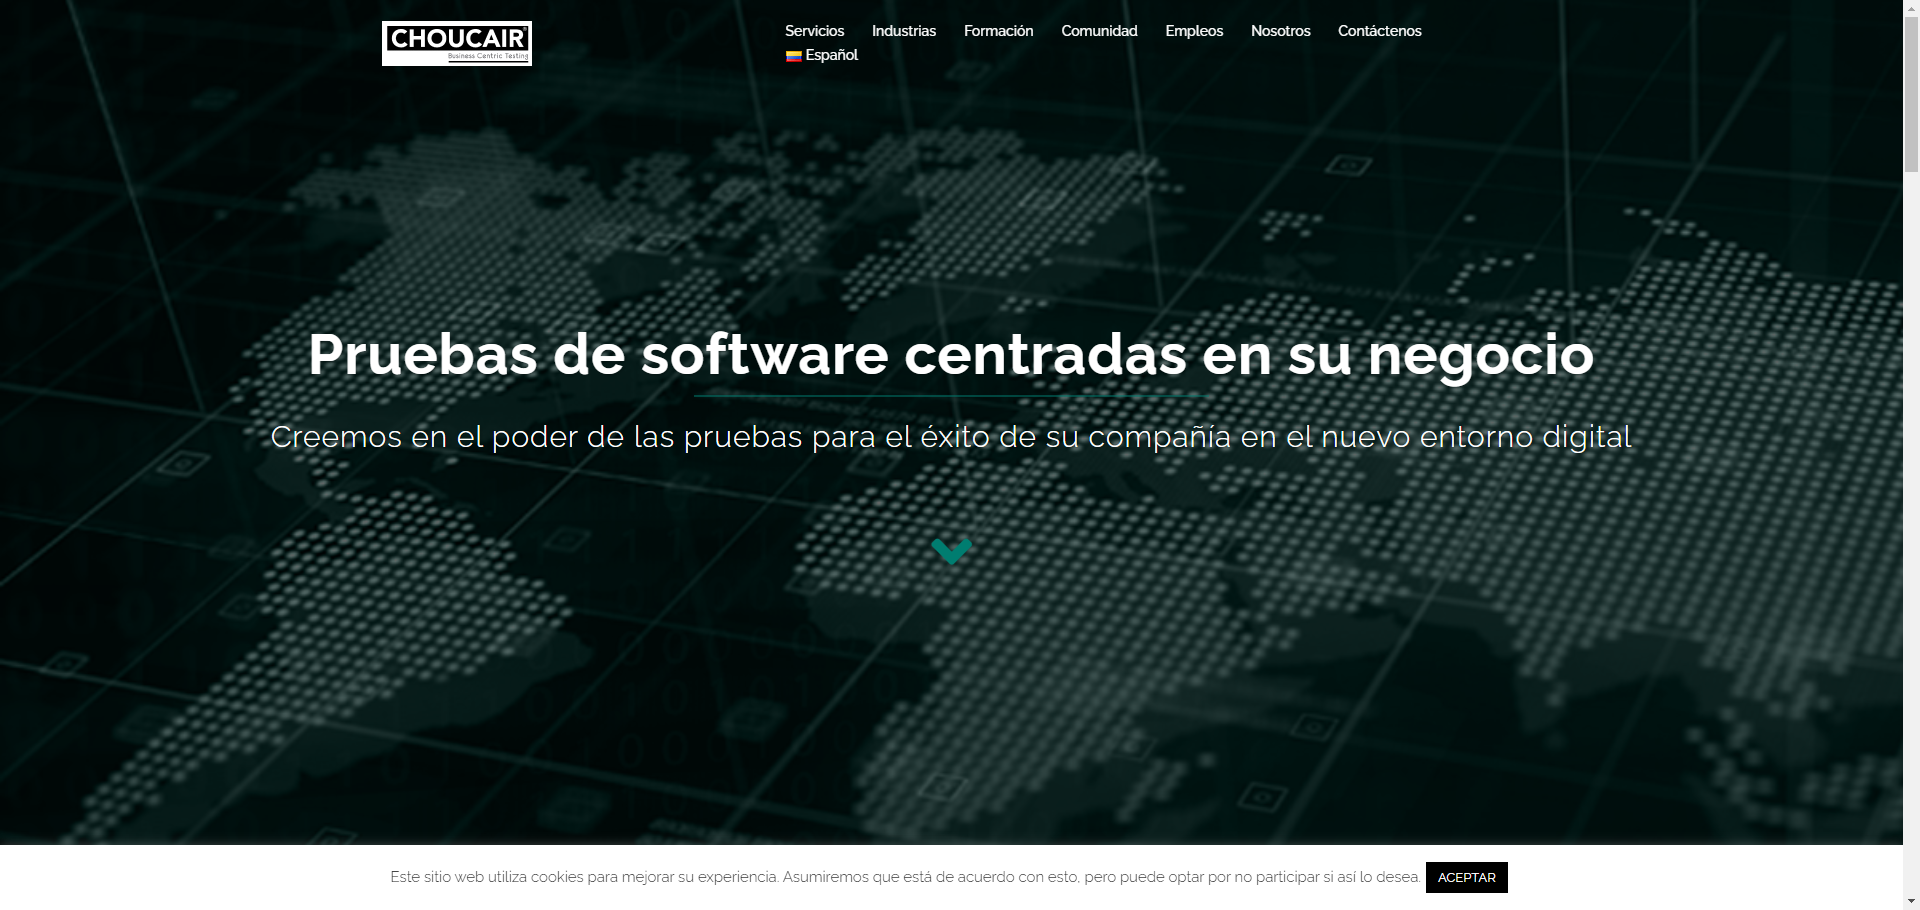 CHOUCAIR
Business Centric Testing
Servicios Industrias Formación Comunidad Empleos Nosotros Contáctenos
Español
Pruebas de software centradas en su negocio
Creemos en el poder de las pruebas para el éxito de su compañía en el nuevo entorno digital
Este sitio web utiliza cookies para mejorar su experiencia. Asumiremos que está de acuerdo con esto, pero puede optar por no participar si así lo desea. ACEPTAR